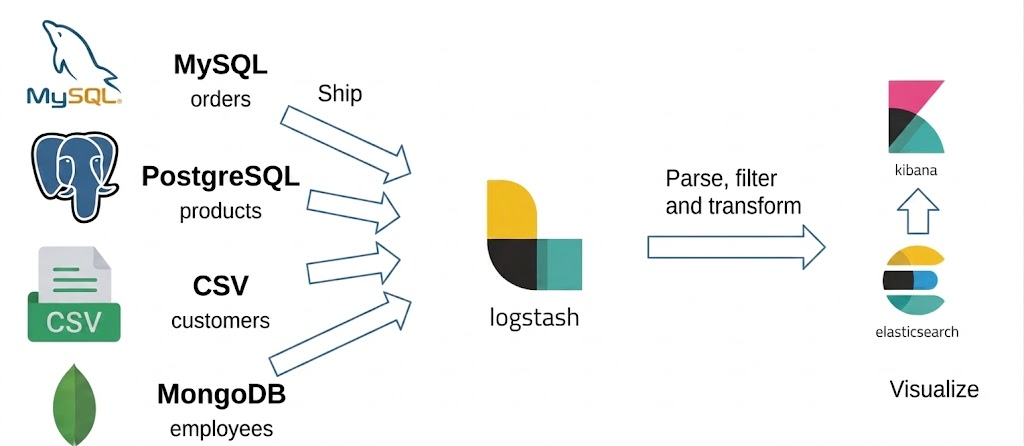 MySQL®
MySQL
orders
Ship
PostgreSQL
products
CSV
CSV
customers
MongoDB
employees
logstash
Parse, filter
and transform
kibana
elasticsearch
Visualize